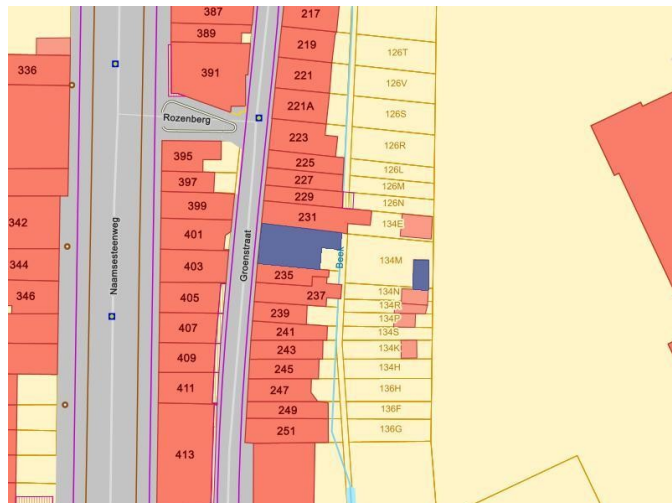 336
342
344
346
Naamsesteenweg
387
389
391
Rozenberg
395
397
399
401
403
405
407
409
411
413
Groenstraat
217
219
221
221A
223
225
227
229
231
235
237
239
241
243
245
247
249
251
Beek
126T
126V
126S
126R
126L
126M
126N
134E
134M
134N
134R
134P
134S
134K
134H
136H
136F
136G